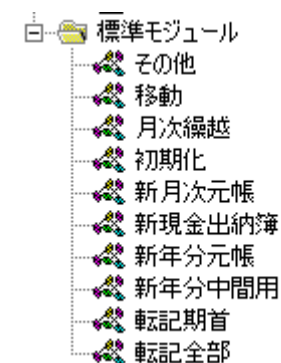 標準モジュール
その他
移動
月次繰越
初期化
新月次元帳
新現金出納簿
新年分元帳
新年分中間用
転記期首
転記全部